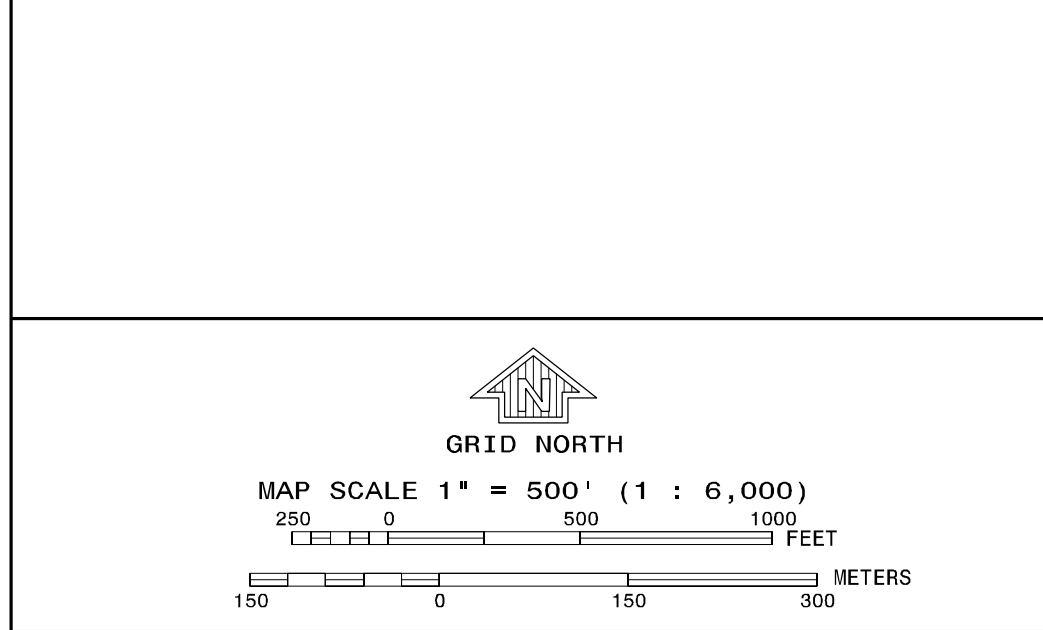 N
GRID NORTH
MAP SCALE 1" = 500' (1 : 6,000)
250 0 500 1000
FEET
METERS
150 0 150 300